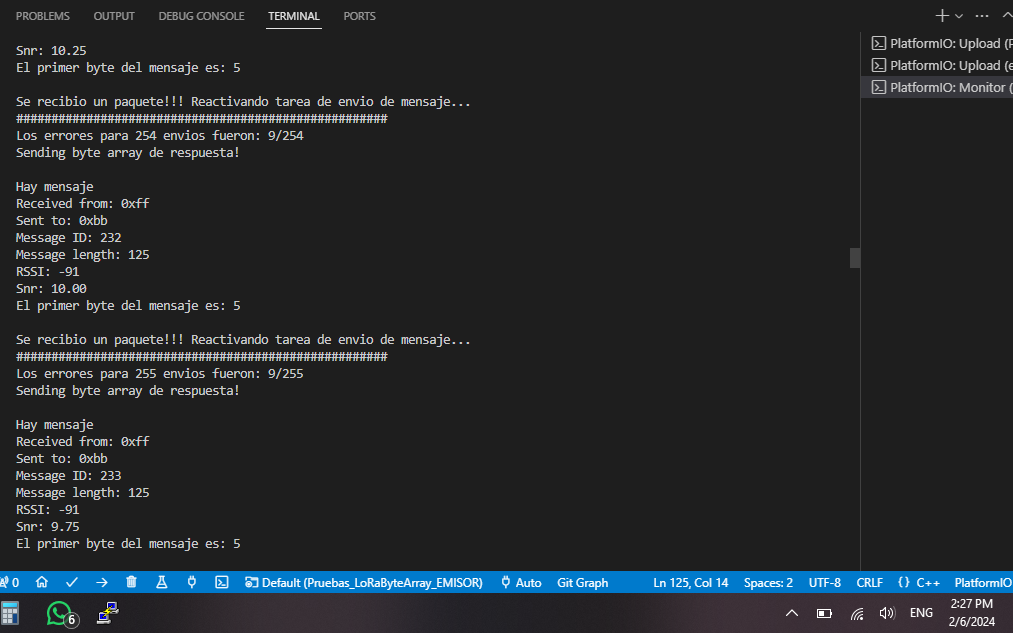 PROBLEMS OUTPUT DEBUG CONSOLE TERMINAL PORTS
Snr: 10.25
El primer byte del mensaje es: 5
Se recibio un paquete!!! Reactivando tarea de envio de mensaje...
#####################################################
Los errores para 254 envios fueron: 9/254
Sending byte array de respuesta!
Hay mensaje
Received from: 0xff
Sent to: 0xbb
Message ID: 232
Message length: 125
RSSI: -91
Snr: 10.00
El primer byte del mensaje es: 5
Se recibio un paquete!!! Reactivando tarea de envio de mensaje...
#####################################################
Los errores para 255 envios fueron: 9/255
Sending byte array de respuesta!
Hay mensaje
Received from: 0xff
Sent to: 0xbb
Message ID: 233
Message length: 125
RSSI: -91
Snr: 9.75
El primer byte del mensaje es: 5
PlatformIO: Upload (P
PlatformIO: Upload (e
PlatformIO: Monitor (
0 Default (Pruebas_LoRaByteArray_EMISOR) Auto Git Graph Ln 125, Col 14 Spaces: 2 UTF-8 CRLF {} C++ PlatformIO
6 ENG 2:27 PM
2/6/2024